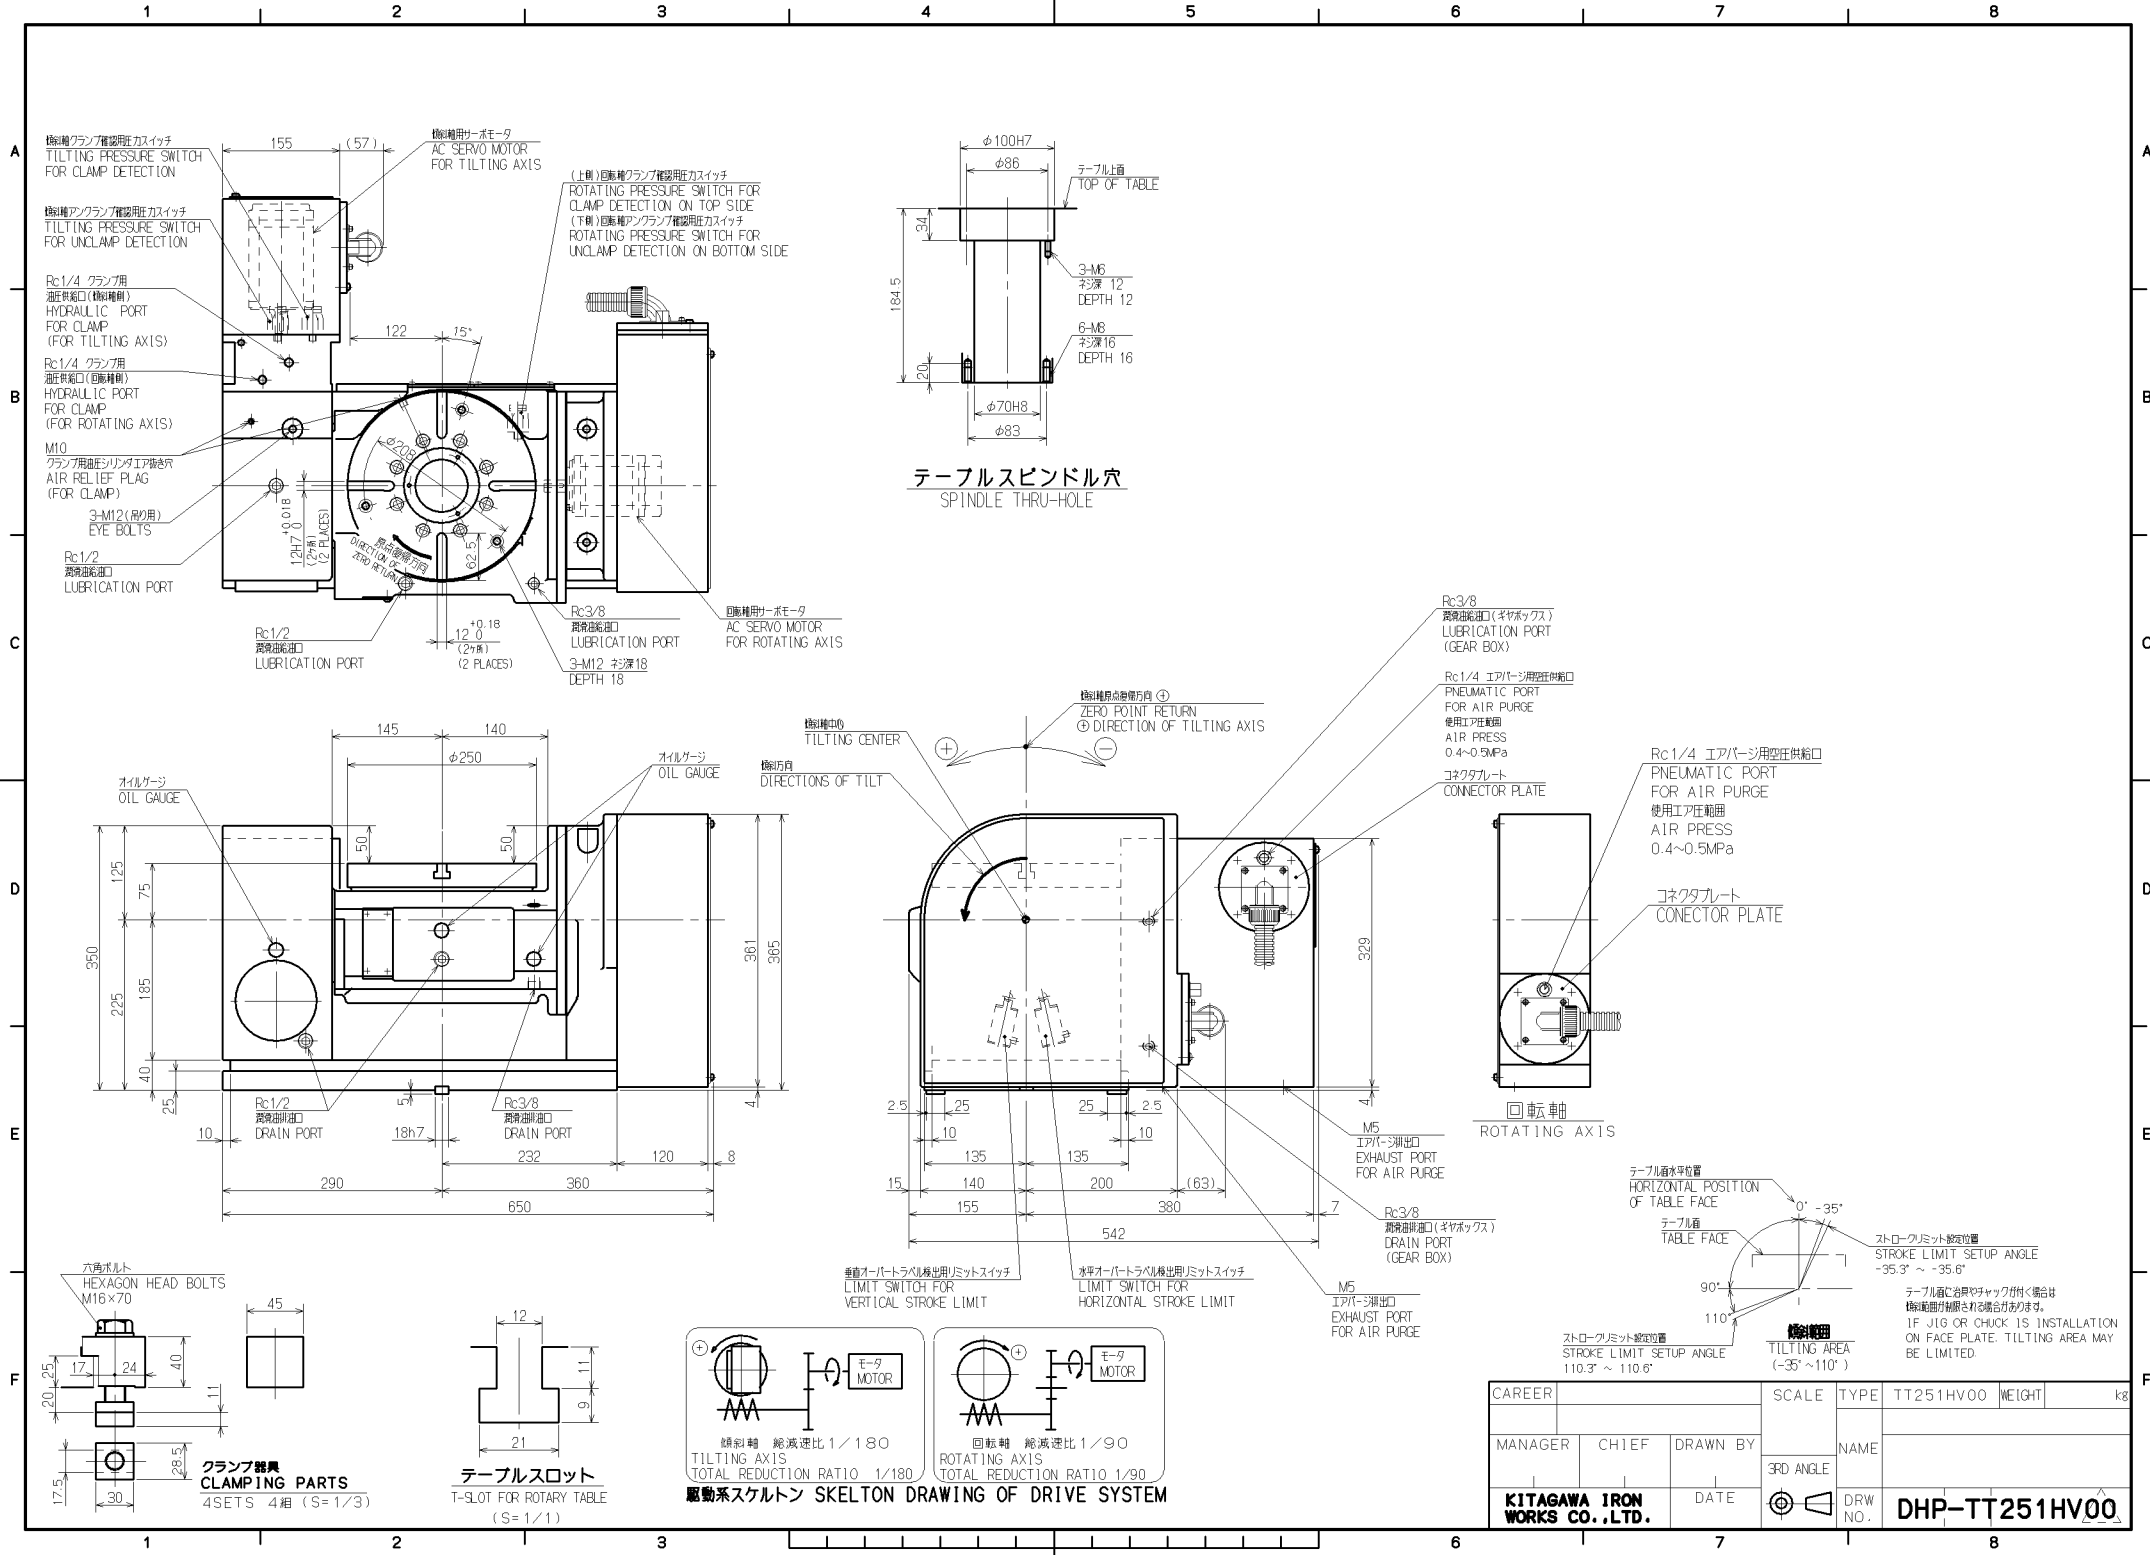 1 2 3 4 5 6 7 8
A
A
傾斜軸クランプ確認用圧力スイッチ
TILTING PRESSURE SWITCH
FOR CLAMP DETECTION
155
(57)
傾斜軸用サーボモータ
AC SERVO MOTOR
FOR TILTING AXIS
傾斜軸アンクランプ確認用圧力スイッチ
TILTING PRESSURE SWITCH
FOR UNCLAMP DETECTION
(上側)回転軸クランプ確認用圧力スイッチ
ROTATING PRESSURE SWITCH FOR
CLAMP DETECTION ON TOP SIDE
(下側)回転軸アンクランプ確認用圧力スイッチ
ROTATING PRESSURE SWITCH FOR
UNCLAMP DETECTION ON BOTTOM SIDE
Rc1/4 クランプ用
油圧供給口(傾斜軸側)
HYDRAULIC PORT
FOR CLAMP
(FOR TILTING AXIS)
Rc1/4 クランプ用
油圧供給口(回転軸側)
HYDRAULIC PORT
FOR CLAMP
(FOR ROTATING AXIS)
M10
クランプ用油圧シリンダエア抜き穴
AIR RELIEF PLAG
(FOR CLAMP)
3-M12(吊り用)
EYE BOLTS
Rc1/2
潤滑油給油口
LUBRICATION PORT
122
15°
φ208
12H7 +0.018 0
(2ケ所)
(2 PLACES)
原点復帰方向
DIRECTION OF
ZERO RETURN
62.5
Rc1/2
潤滑油給油口
LUBRICATION PORT
12 +0.18 0
(2ケ所)
(2 PLACES)
Rc3/8
潤滑油給油口
LUBRICATION PORT
3-M12 ネジ深18
DEPTH 18
回転軸用サーボモータ
AC SERVO MOTOR
FOR ROTATING AXIS
φ100H7
φ86
テーブル上面
TOP OF TABLE
34
184.5
3-M6
ネジ深 12
DEPTH 12
6-M8
ネジ深16
DEPTH 16
20
φ70H8
φ83
テーブルスピンドル穴
SPINDLE THRU-HOLE
B
B
C
C
145
140
φ250
オイルゲージ
OIL GAUGE
オイルゲージ
OIL GAUGE
50
50
125
75
350
225
185
40
25
361
365
4
5
10
Rc1/2
潤滑油排油口
DRAIN PORT
18h7
Rc3/8
潤滑油排油口
DRAIN PORT
232
120
8
290
360
650
傾斜軸原点復帰方向 ⊕
ZERO POINT RETURN
⊕ DIRECTION OF TILTING AXIS
傾斜軸中心
TILTING CENTER
傾斜方向
DIRECTIONS OF TILT
+
−
Rc3/8
潤滑油給油口(ギヤボックス)
LUBRICATION PORT
(GEAR BOX)
Rc1/4 エアパージ用空圧供給口
PNEUMATIC PORT
FOR AIR PURGE
使用エア圧範囲
AIR PRESS
0.4~0.5MPa
コネクタプレート
CONNECTOR PLATE
329
4
2.5
25
25
2.5
10
10
135
135
15
140
200
(63)
155
380
7
542
M5
エアパージ排出口
EXHAUST PORT
FOR AIR PURGE
Rc3/8
潤滑油排油口(ギヤボックス)
DRAIN PORT
(GEAR BOX)
M5
エアパージ排出口
EXHAUST PORT
FOR AIR PURGE
垂直オーバートラベル検出用リミットスイッチ
LIMIT SWITCH FOR
VERTICAL STROKE LIMIT
水平オーバートラベル検出用リミットスイッチ
LIMIT SWITCH FOR
HORIZONTAL STROKE LIMIT
Rc1/4 エアパージ用空圧供給口
PNEUMATIC PORT
FOR AIR PURGE
使用エア圧範囲
AIR PRESS
0.4~0.5MPa
コネクタプレート
CONECTOR PLATE
回転軸
ROTATING AXIS
D
D
E
E
テーブル面水平位置
HORIZONTAL POSITION
OF TABLE FACE
テーブル面
TABLE FACE
0°
-35°
ストロークリミット設定位置
STROKE LIMIT SETUP ANGLE
-35.3° ~ -35.6°
90°
110°
ストロークリミット設定位置
STROKE LIMIT SETUP ANGLE
110.3° ~ 110.6°
傾斜範囲
TILTING AREA
(-35°~110°)
テーブル面に治具やチャックが付く場合は
傾斜範囲が制限される場合があります。
IF JIG OR CHUCK IS INSTALLATION
ON FACE PLATE. TILTING AREA MAY
BE LIMITED.
六角ボルト
HEXAGON HEAD BOLTS
M16×70
45
17
24
25
20
40
11
17.5
28.5
30
クランプ器具
CLAMPING PARTS
4SETS 4組 (S=1/3)
12
11
9
21
テーブルスロット
T-SLOT FOR ROTARY TABLE
(S=1/1)
+
モータ
MOTOR
傾斜軸 総減速比1/180
TILTING AXIS
TOTAL REDUCTION RATIO 1/180
+
モータ
MOTOR
回転軸 総減速比1/90
ROTATING AXIS
TOTAL REDUCTION RATIO 1/90
駆動系スケルトン SKELTON DRAWING OF DRIVE SYSTEM
F
F
CAREER
SCALE
TYPE
TT251HV00
WEIGHT
kg
MANAGER
CHIEF
DRAWN BY
NAME
3RD ANGLE
KITAGAWA IRON
WORKS CO.,LTD.
DATE
DRW
NO.
DHP-TT251HV00
1 2 3 6 7 8